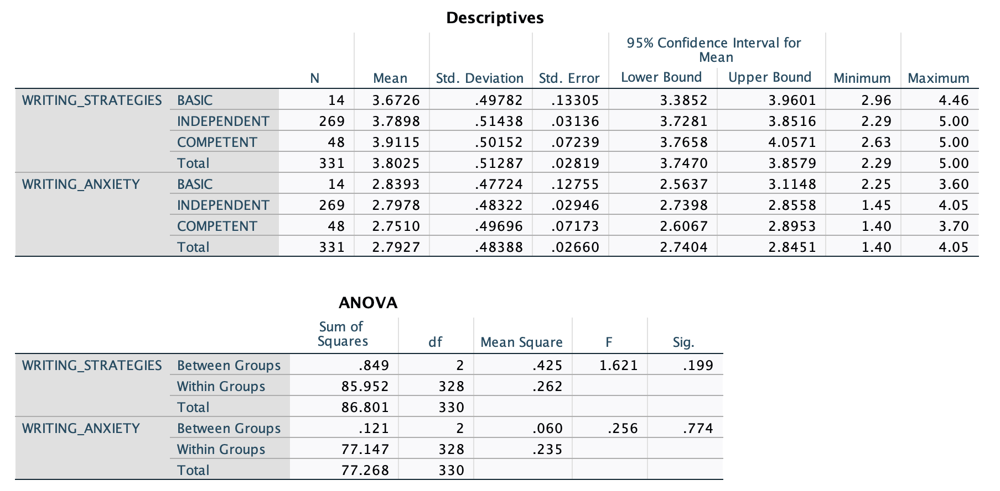 Descriptives
95% Confidence Interval for
Mean
N Mean Std. Deviation Std. Error Lower Bound Upper Bound Minimum Maximum
WRITING_STRATEGIES BASIC 14 3.6726 .49782 .13305 3.3852 3.9601 2.96 4.46
INDEPENDENT 269 3.7898 .51438 .03136 3.7281 3.8516 2.29 5.00
COMPETENT 48 3.9115 .50152 .07239 3.7658 4.0571 2.63 5.00
Total 331 3.8025 .51287 .02819 3.7470 3.8579 2.29 5.00
WRITING_ANXIETY BASIC 14 2.8393 .47724 .12755 2.5637 3.1148 2.25 3.60
INDEPENDENT 269 2.7978 .48322 .02946 2.7398 2.8558 1.45 4.05
COMPETENT 48 2.7510 .49696 .07173 2.6067 2.8953 1.40 3.70
Total 331 2.7927 .48388 .02660 2.7404 2.8451 1.40 4.05
ANOVA
Sum of
Squares df Mean Square F Sig.
WRITING_STRATEGIES Between Groups .849 2 .425 1.621 .199
Within Groups 85.952 328 .262
Total 86.801 330
WRITING_ANXIETY Between Groups .121 2 .060 .256 .774
Within Groups 77.147 328 .235
Total 77.268 330